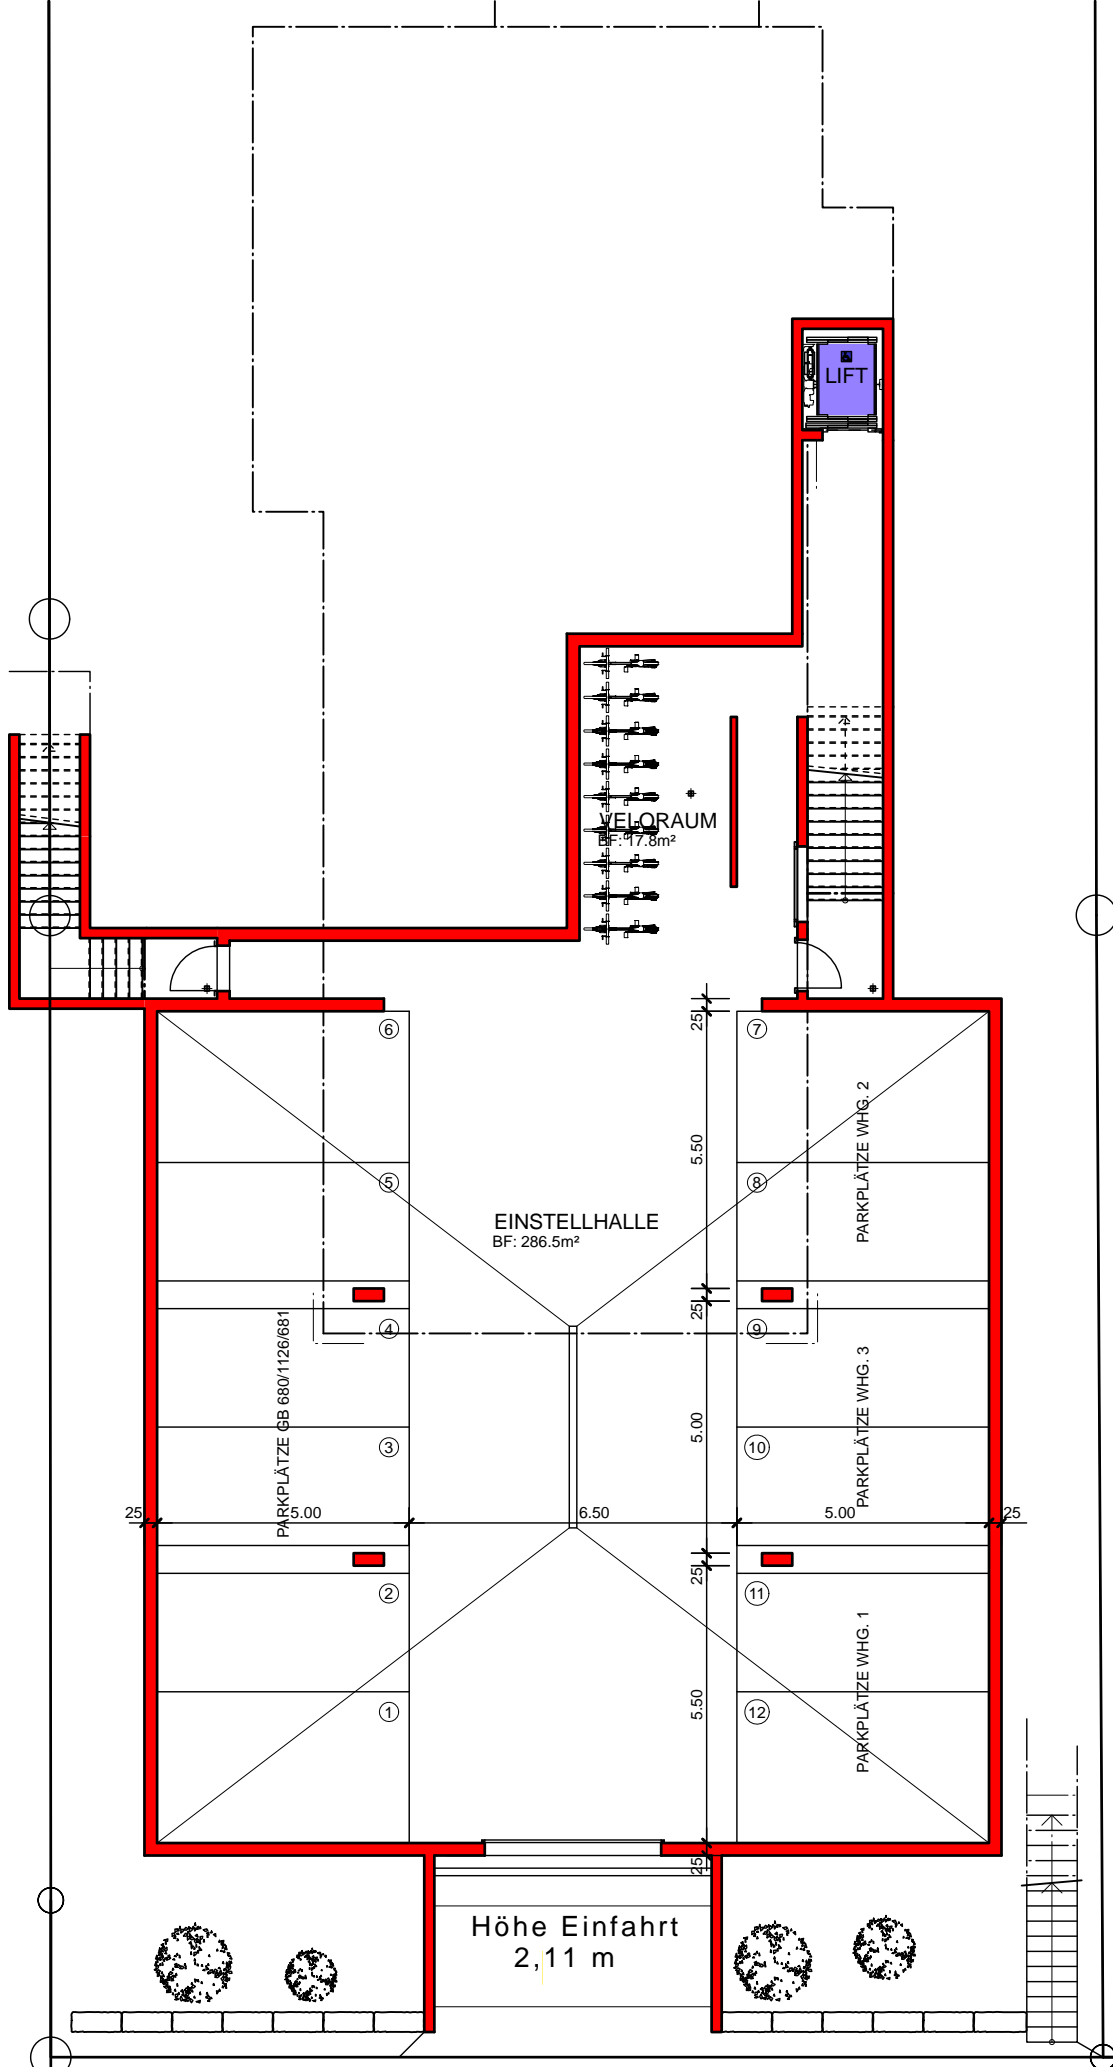 LIFT
VELORAUM
BF: 17.8m²
6
7
25
5.50
PARKPLÄTZE WHG. 2
5
8
EINSTELLHALLE
BF: 286.5m²
25
4
9
PARKPLÄTZE GB 680/1126/681
5.00
PARKPLÄTZE WHG. 3
3
10
25
5.00
6.50
5.00
25
25
2
11
5.50
PARKPLÄTZE WHG. 1
1
12
25
Höhe Einfahrt
2,11 m